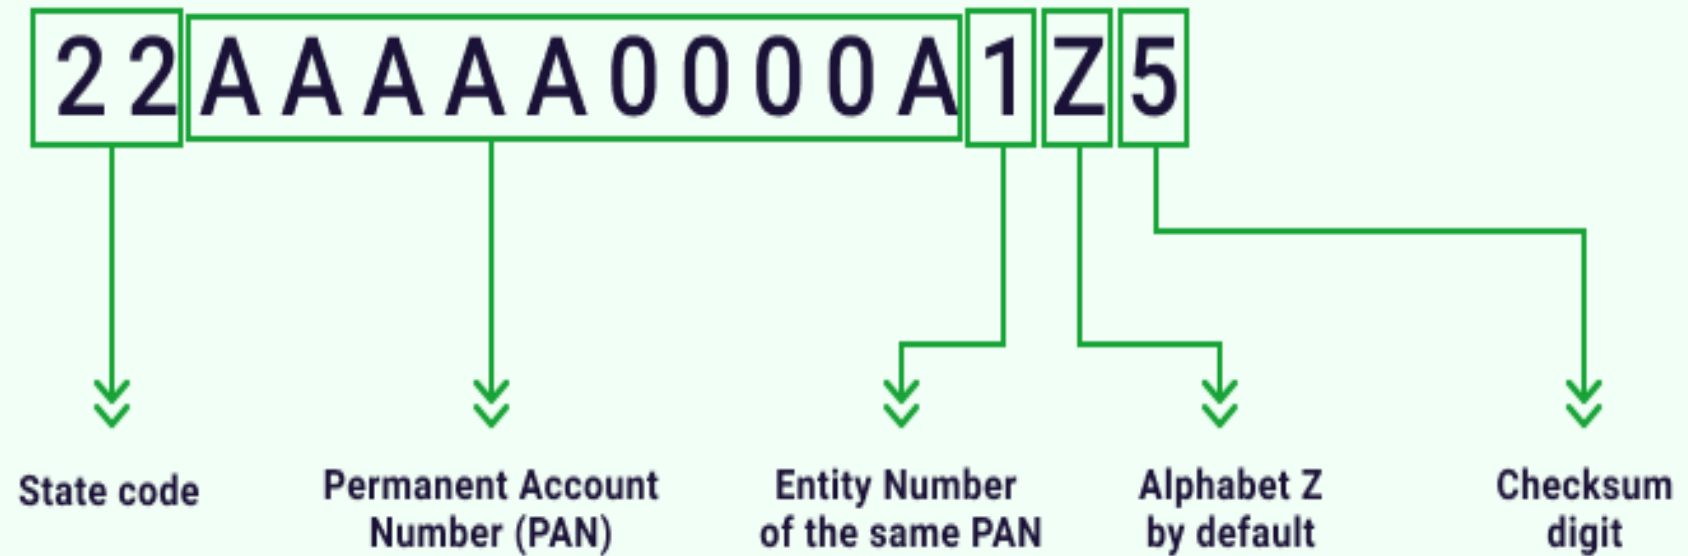 22AAAAA0000A1Z5
State code
Permanent Account
Number (PAN)
Entity Number
of the same PAN
Alphabet Z
by default
Checksum
digit